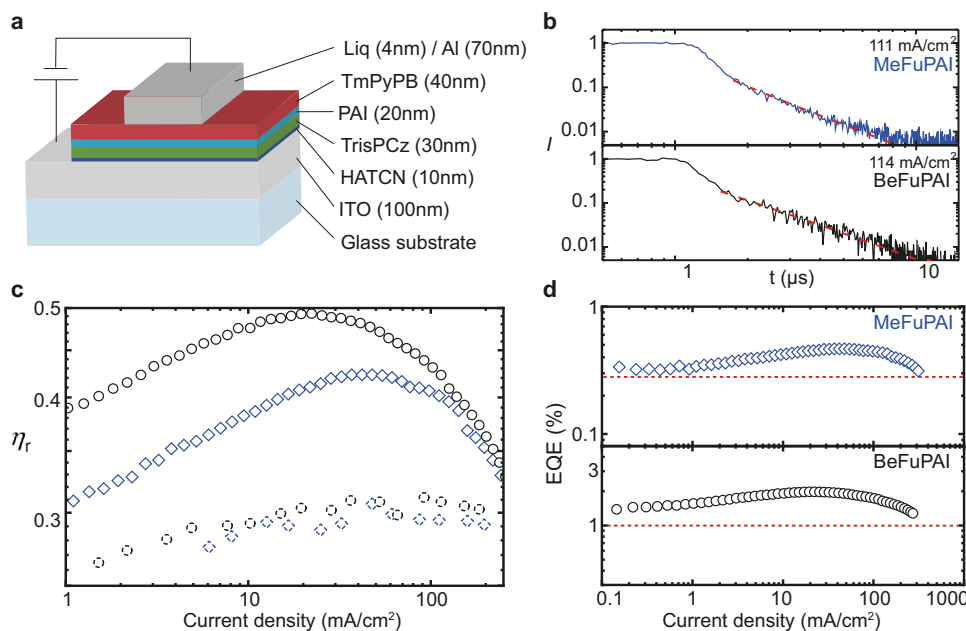 a
Liq (4nm) / Al (70nm)
TmPyPB (40nm)
PAI (20nm)
TrisPCz (30nm)
HATCN (10nm)
ITO (100nm)
Glass substrate
b
1
0.1
0.01
111 mA/cm²
MeFuPAI
I
1
0.1
0.01
114 mA/cm²
BeFuPAI
1
10
t (μs)
c
0.5
0.4
0.3
ηr
1
10
100
Current density (mA/cm²)
d
1
0.1
MeFuPAI
EQE (%)
3
1
BeFuPAI
0.1
1
10
100
1000
Current density (mA/cm²)